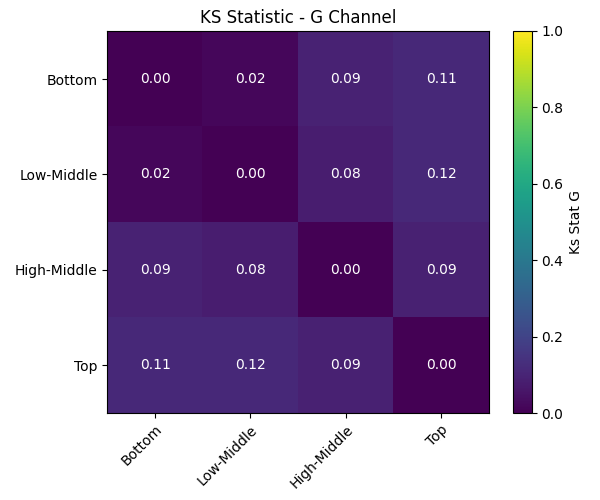 KS Statistic - G Channel
Bottom 0.00 0.02 0.09 0.11
Low-Middle 0.02 0.00 0.08 0.12
High-Middle 0.09 0.08 0.00 0.09
Top 0.11 0.12 0.09 0.00
Bottom Low-Middle High-Middle Top
1.0
0.8
0.6
0.4
0.2
0.0
Ks Stat G